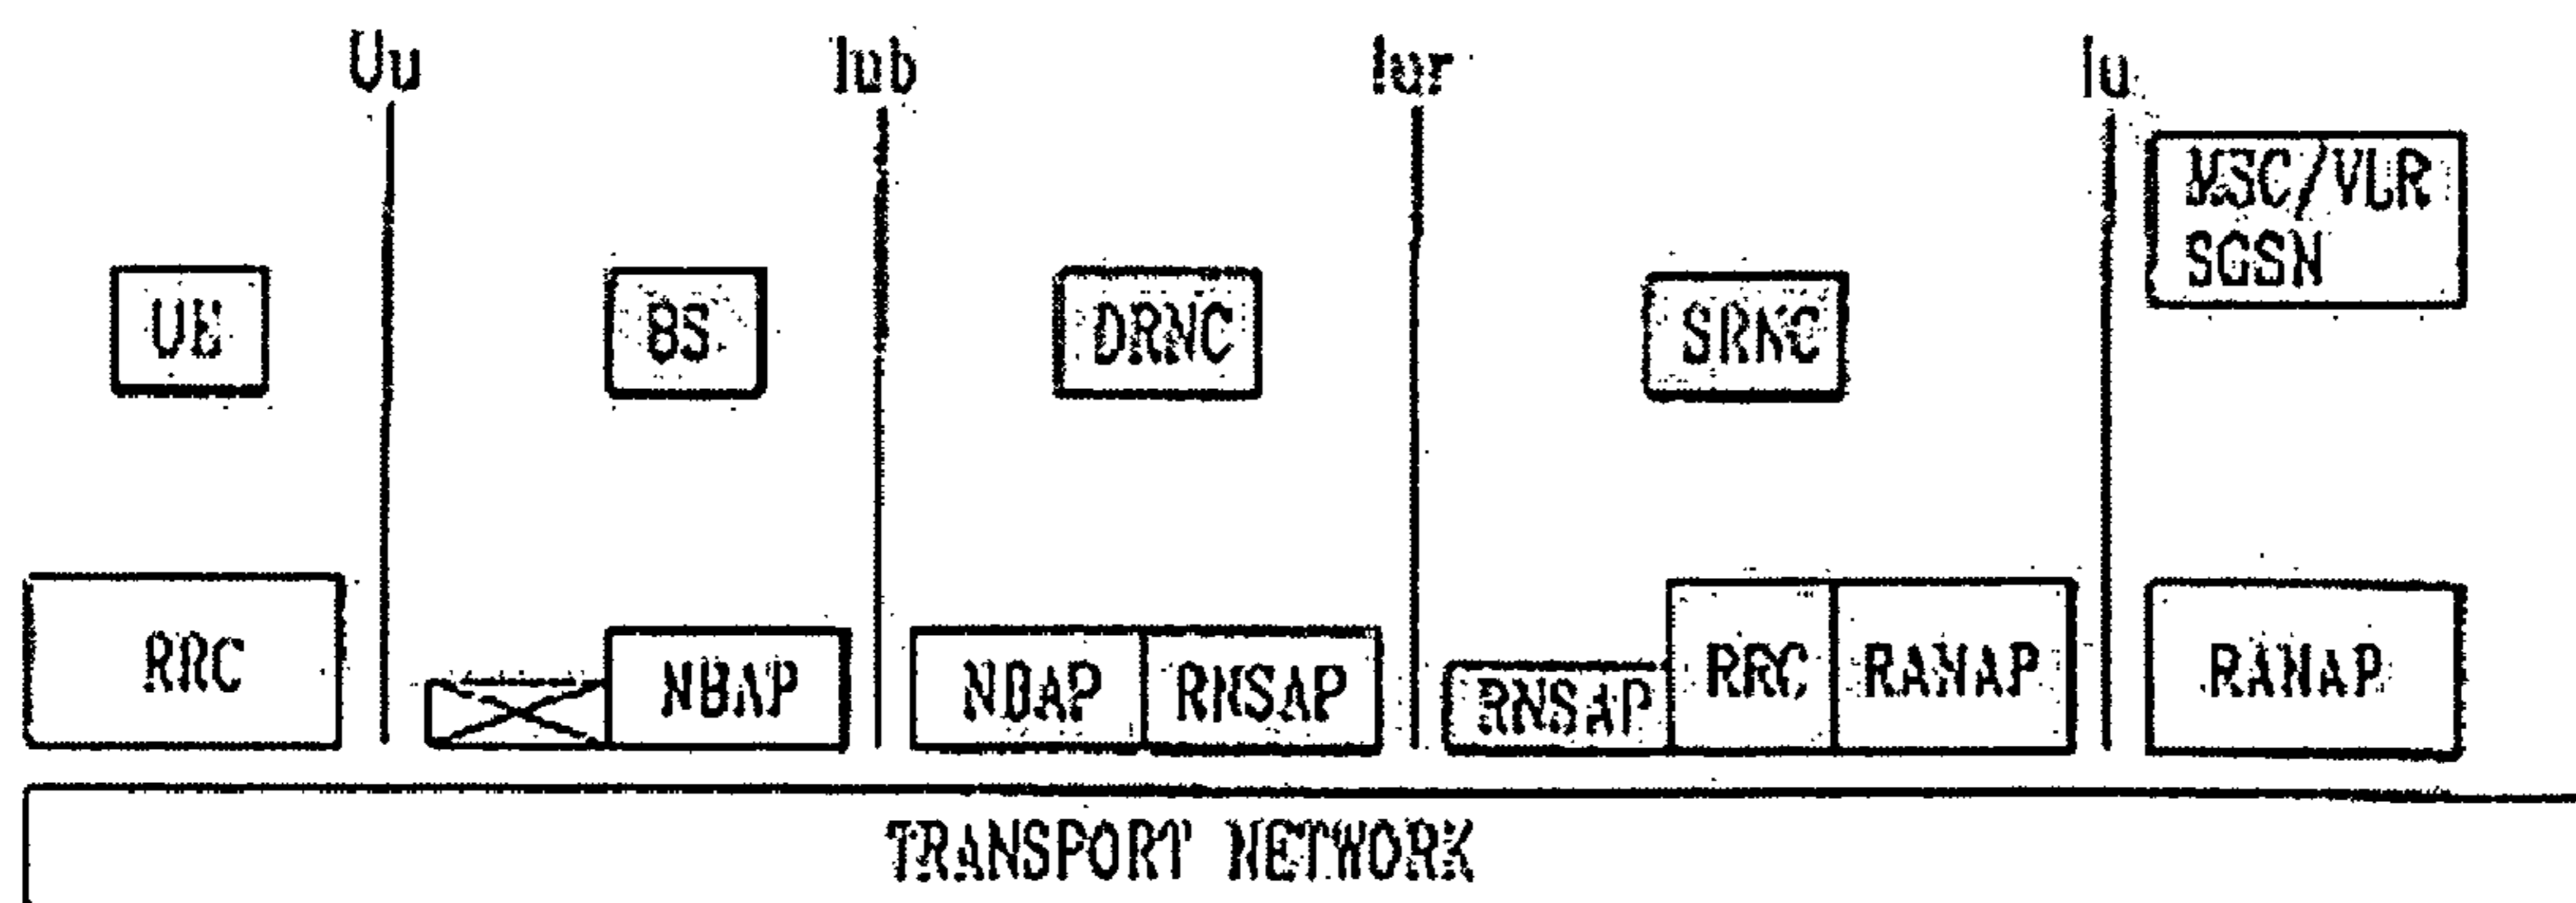 Uu Iub Iur Iu
MSC/VLR
SGSN
UE BS DRNC SRNC
RRC NBAP NBAP RNSAP RNSAP RRC RANAP RANAP
TRANSPORT NETWORK